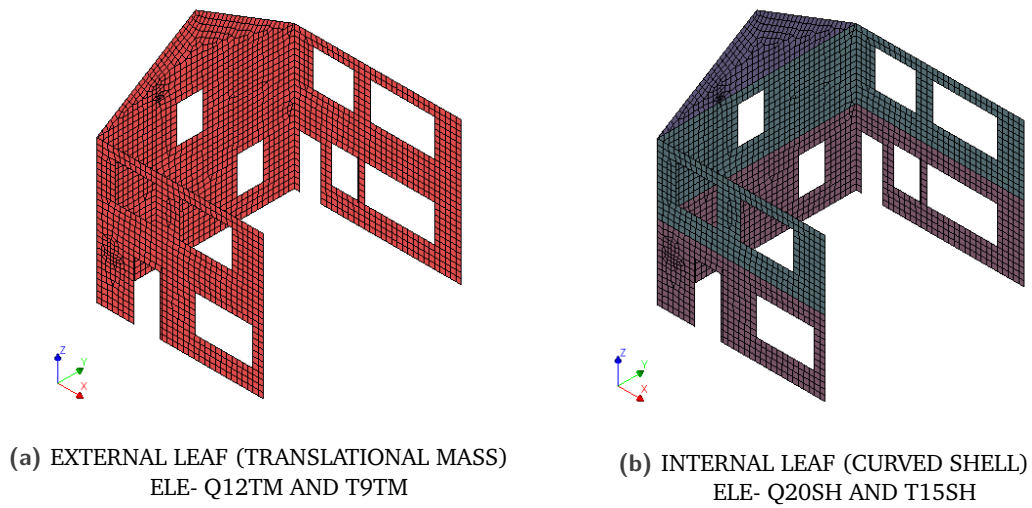 Z
Y
X
Z
Y
X
(a) EXTERNAL LEAF (TRANSLATIONAL MASS)
ELE- Q12TM AND T9TM
(b) INTERNAL LEAF (CURVED SHELL)
ELE- Q20SH AND T15SH